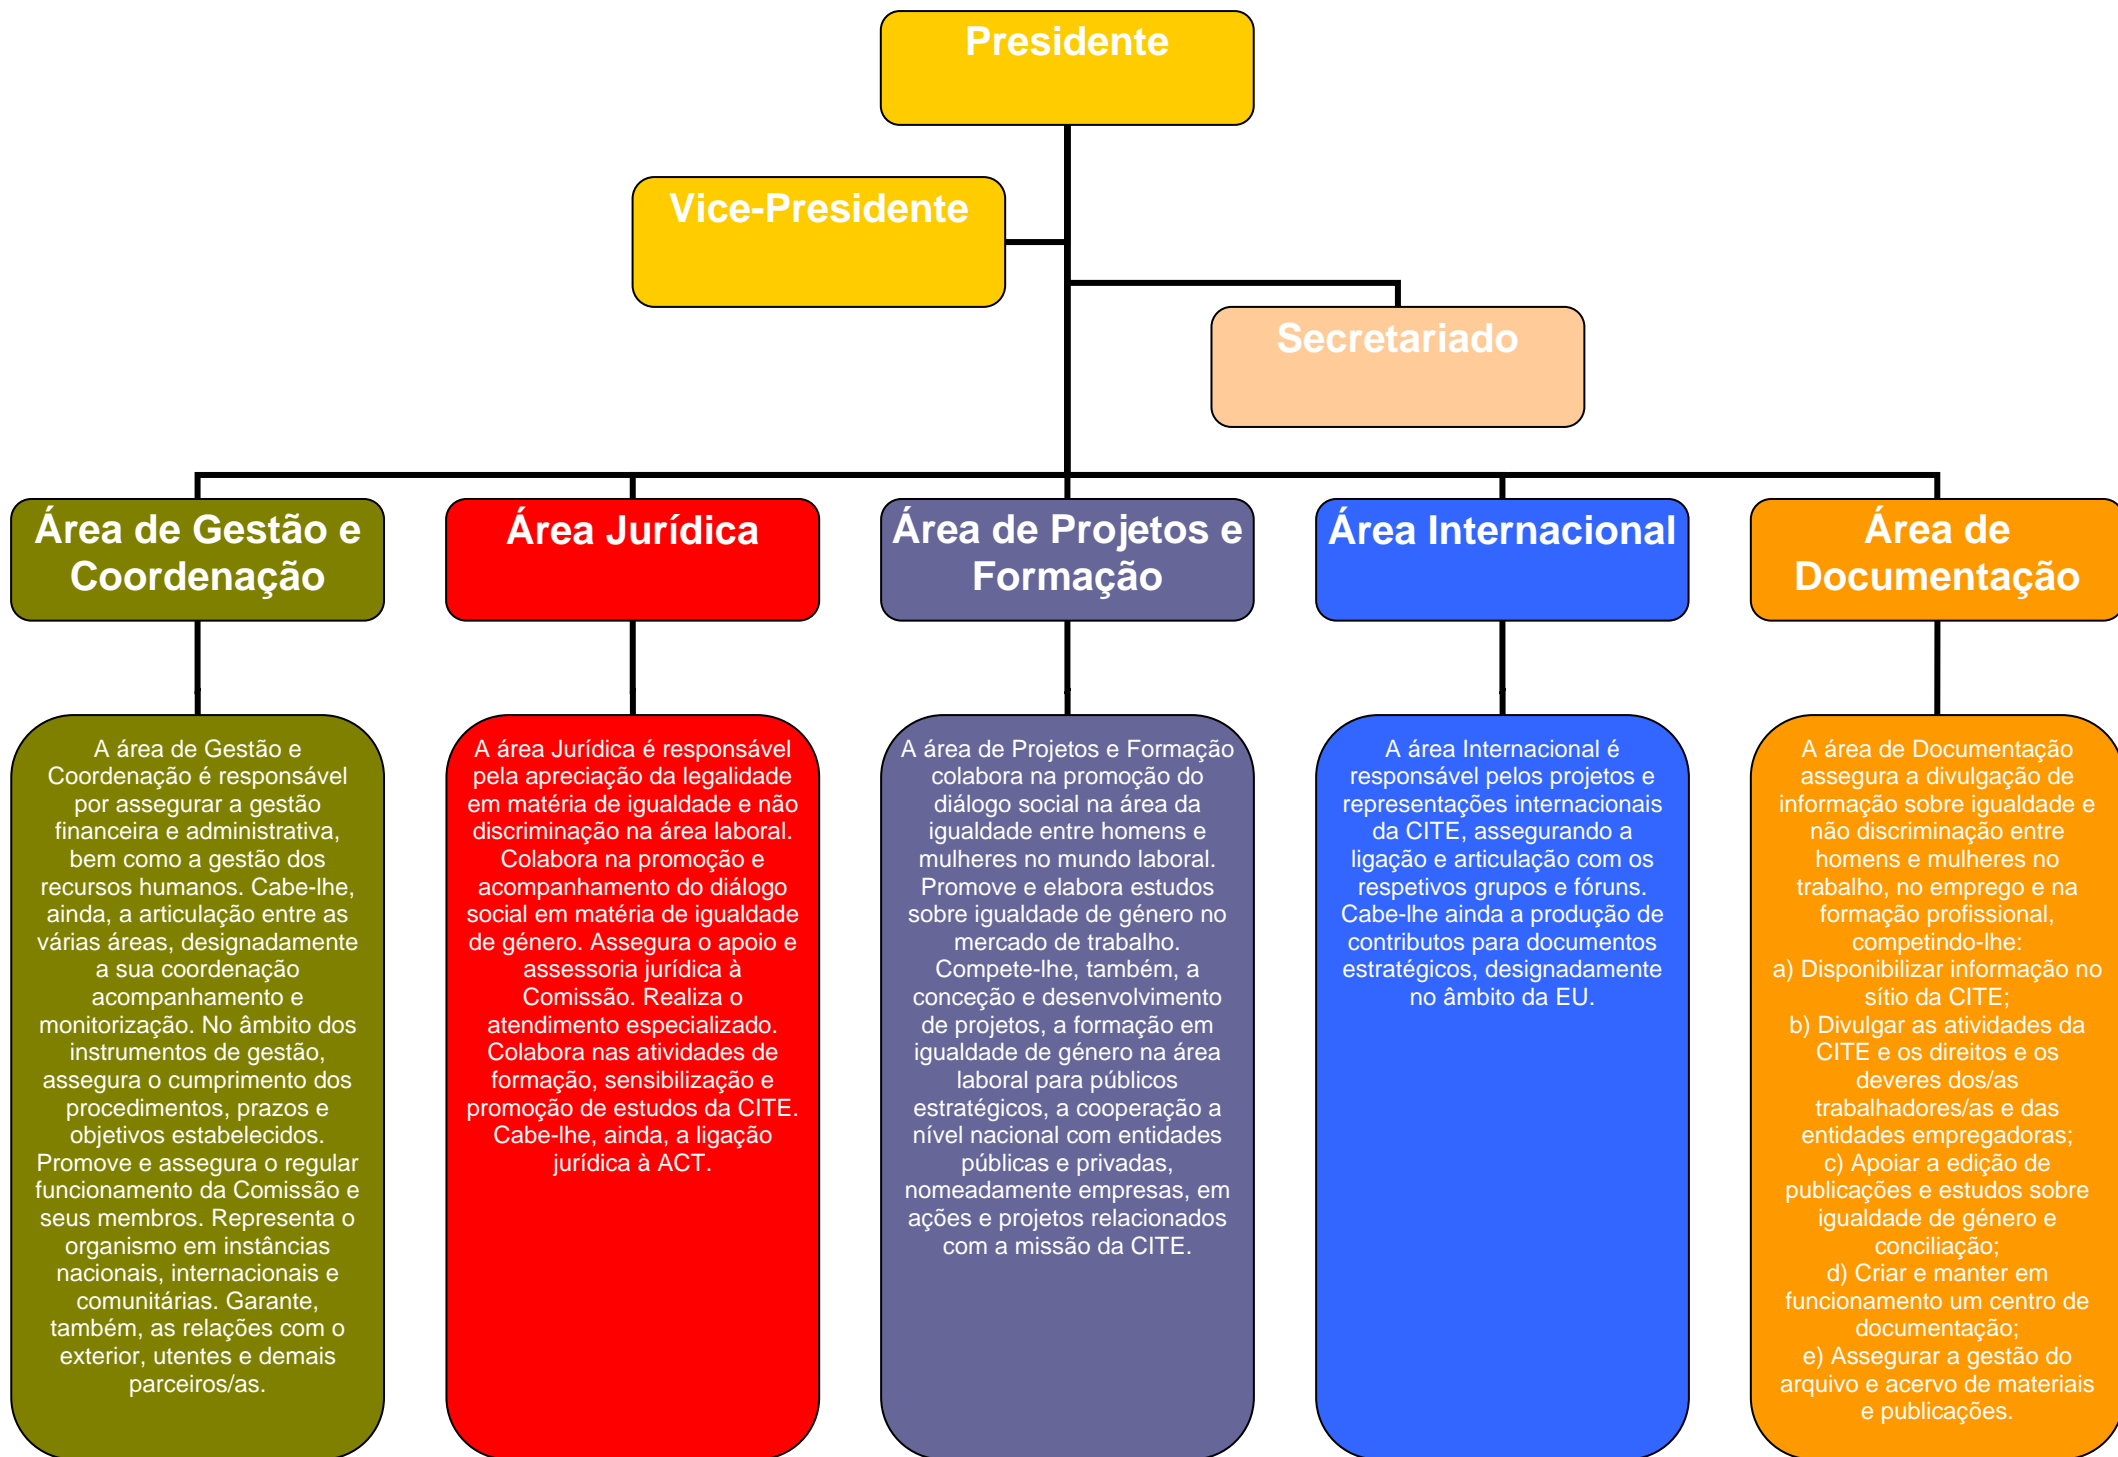 Presidente
Vice-Presidente
Secretariado
Área de Gestão e
Coordenação
Área Jurídica
Área de Projetos e
Formação
Área Internacional
Área de
Documentação
A área de Gestão e
Coordenação é responsável
por assegurar a gestão
financeira e administrativa,
bem como a gestão dos
recursos humanos. Cabe-lhe,
ainda, a articulação entre as
várias áreas, designadamente
a sua coordenação
acompanhamento e
monitorização. No âmbito dos
instrumentos de gestão,
assegura o cumprimento dos
procedimentos, prazos e
objetivos estabelecidos.
Promove e assegura o regular
funcionamento da Comissão e
seus membros. Representa o
organismo em instâncias
nacionais, internacionais e
comunitárias. Garante,
também, as relações com o
exterior, utentes e demais
parceiros/as.
A área Jurídica é responsável
pela apreciação da legalidade
em matéria de igualdade e não
discriminação na área laboral.
Colabora na promoção e
acompanhamento do diálogo
social em matéria de igualdade
de género. Assegura o apoio e
assessoria jurídica à
Comissão. Realiza o
atendimento especializado.
Colabora nas atividades de
formação, sensibilização e
promoção de estudos da CITE.
Cabe-lhe, ainda, a ligação
jurídica à ACT.
A área de Projetos e Formação
colabora na promoção do
diálogo social na área da
igualdade entre homens e
mulheres no mundo laboral.
Promove e elabora estudos
sobre igualdade de género no
mercado de trabalho.
Compete-lhe, também, a
conceção e desenvolvimento
de projetos, a formação em
igualdade de género na área
laboral para públicos
estratégicos, a cooperação a
nível nacional com entidades
públicas e privadas,
nomeadamente empresas, em
ações e projetos relacionados
com a missão da CITE.
A área Internacional é
responsável pelos projetos e
representações internacionais
da CITE, assegurando a
ligação e articulação com os
respetivos grupos e fóruns.
Cabe-lhe ainda a produção de
contributos para documentos
estratégicos, designadamente
no âmbito da EU.
A área de Documentação
assegura a divulgação de
informação sobre igualdade e
não discriminação entre
homens e mulheres no
trabalho, no emprego e na
formação profissional,
competindo-lhe:
a) Disponibilizar informação no
sítio da CITE;
b) Divulgar as atividades da
CITE e os direitos e os
deveres dos/as
trabalhadores/as e das
entidades empregadoras;
c) Apoiar a edição de
publicações e estudos sobre
igualdade de género e
conciliação;
d) Criar e manter em
funcionamento um centro de
documentação;
e) Assegurar a gestão do
arquivo e acervo de materiais
e publicações.